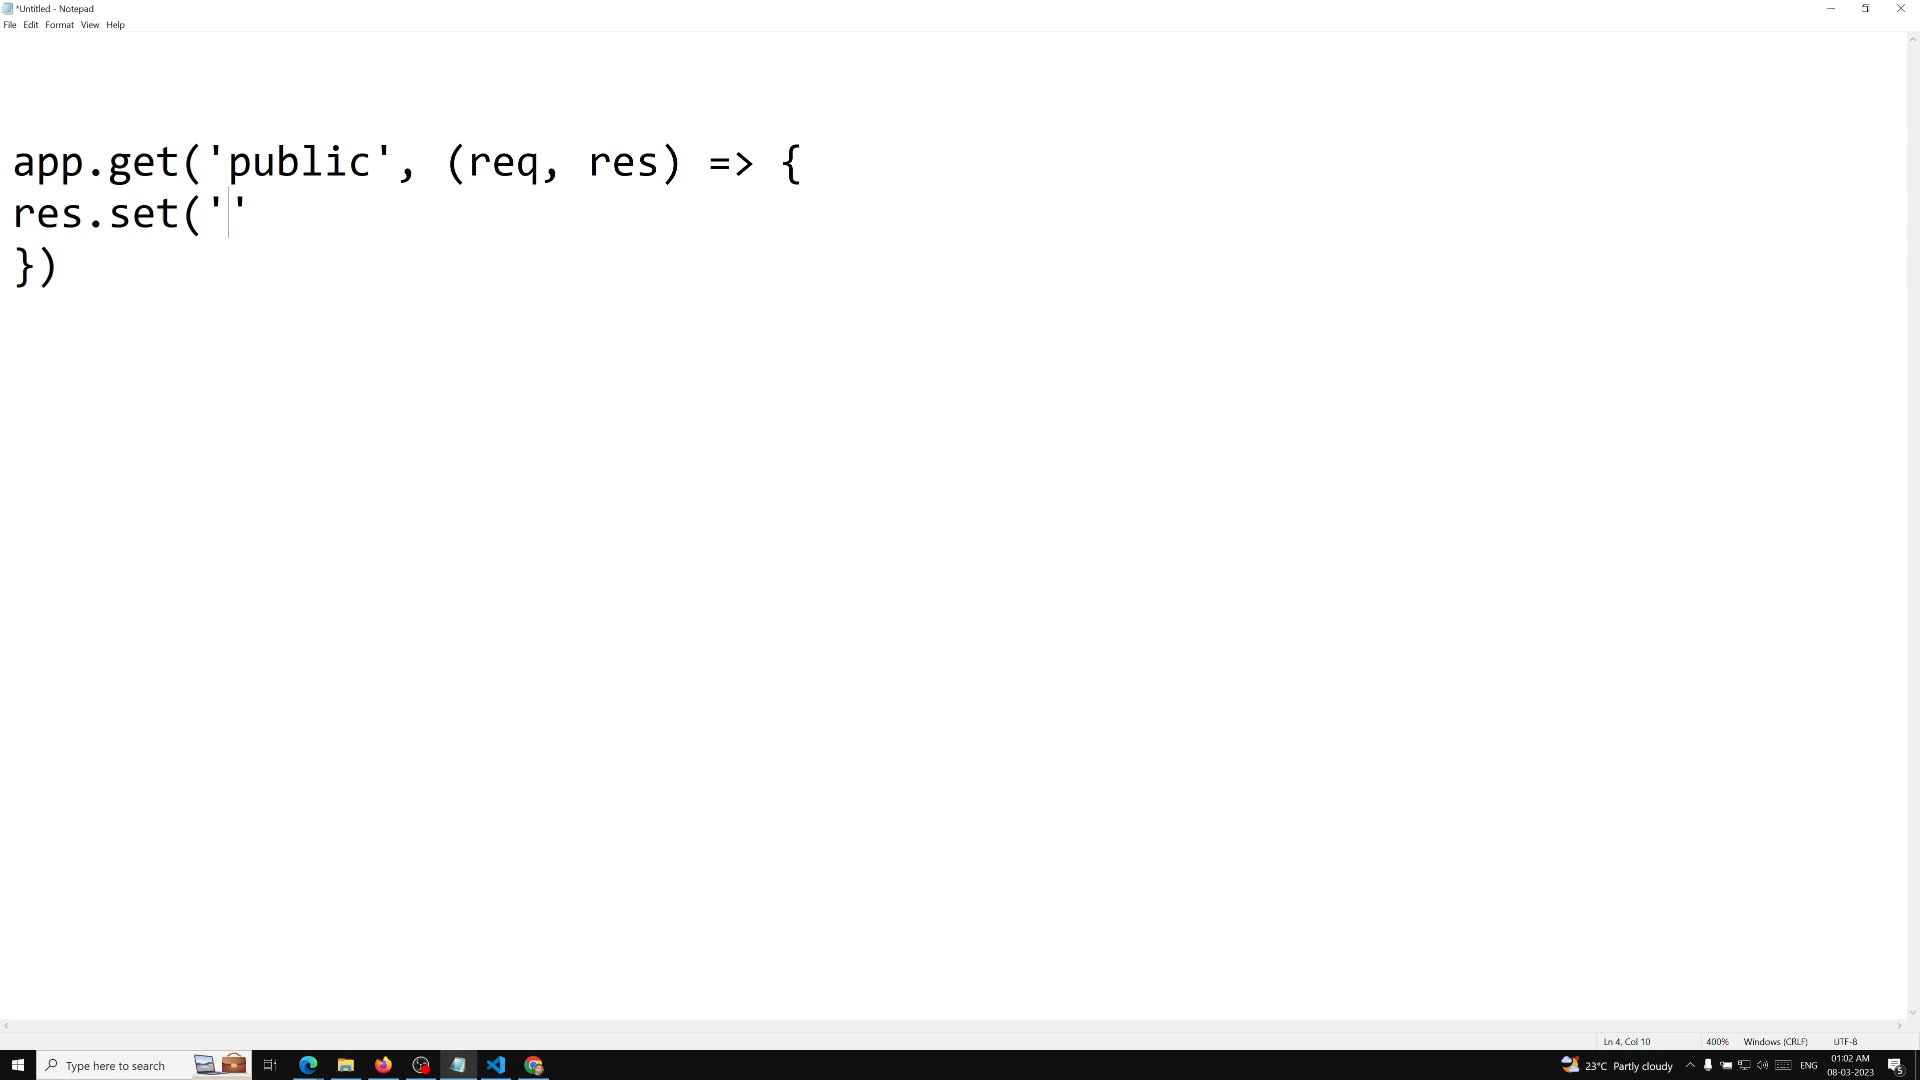 *Untitled - Notepad
File Edit Format View Help
app.get('public', (req, res) => {
res.set(''
})
Ln 4, Col 10 400% Windows (CRLF) UTF-8
Type here to search 23°C Partly cloudy ENG 01:02 AM
08-03-2023 5